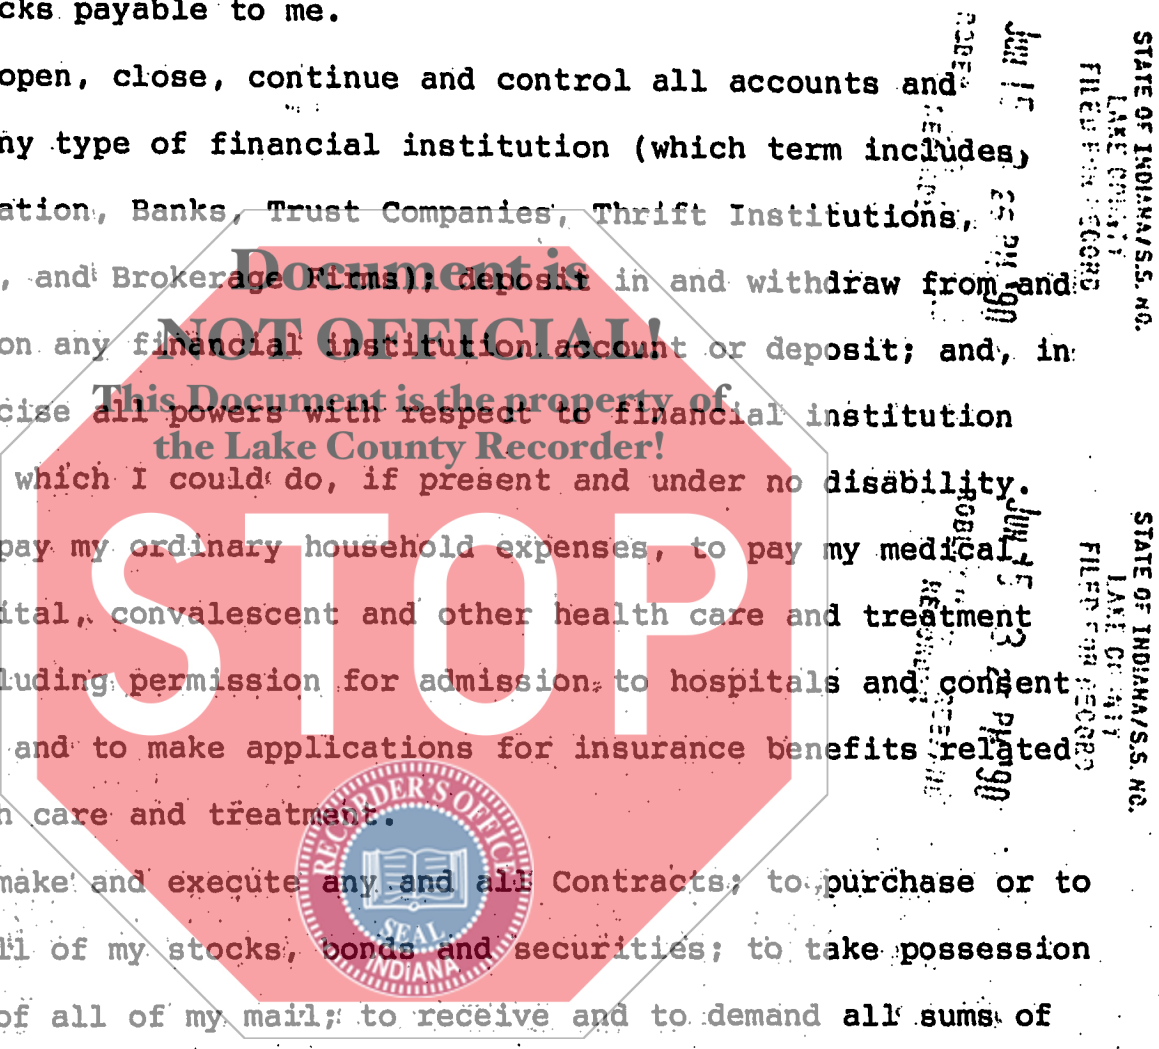 cks payable to me.
open, close, continue and control all accounts and
ny type of financial institution (which term includes,
ation, Banks, Trust Companies, Thrift Institutions,
, and Brokerage Firms); deposit in and withdraw from and
on any financial institution account or deposit; and, in
cise all powers with respect to financial institution
which I could do, if present and under no disability.
pay my ordinary household expenses, to pay my medical,
ital, convalescent and other health care and treatment
luding permission for admission to hospitals and consent
and to make applications for insurance benefits related
h care and treatment.
make and execute any and all Contracts; to purchase or to
ll of my stocks, bonds and securities; to take possession
of all of my mail; to receive and to demand all sums of
Document is
NOT OFFICIAL!
This Document is the property of
the Lake County Recorder!
STOP
RECORDER'S OFFICE
SEAL
INDIANA
STATE OF INDIANA/S.S. NO.
LAKE COUNTY
FILED FOR RECORD
STATE OF INDIANA/S.S. NO.
LAKE COUNTY
FILED FOR RECORD